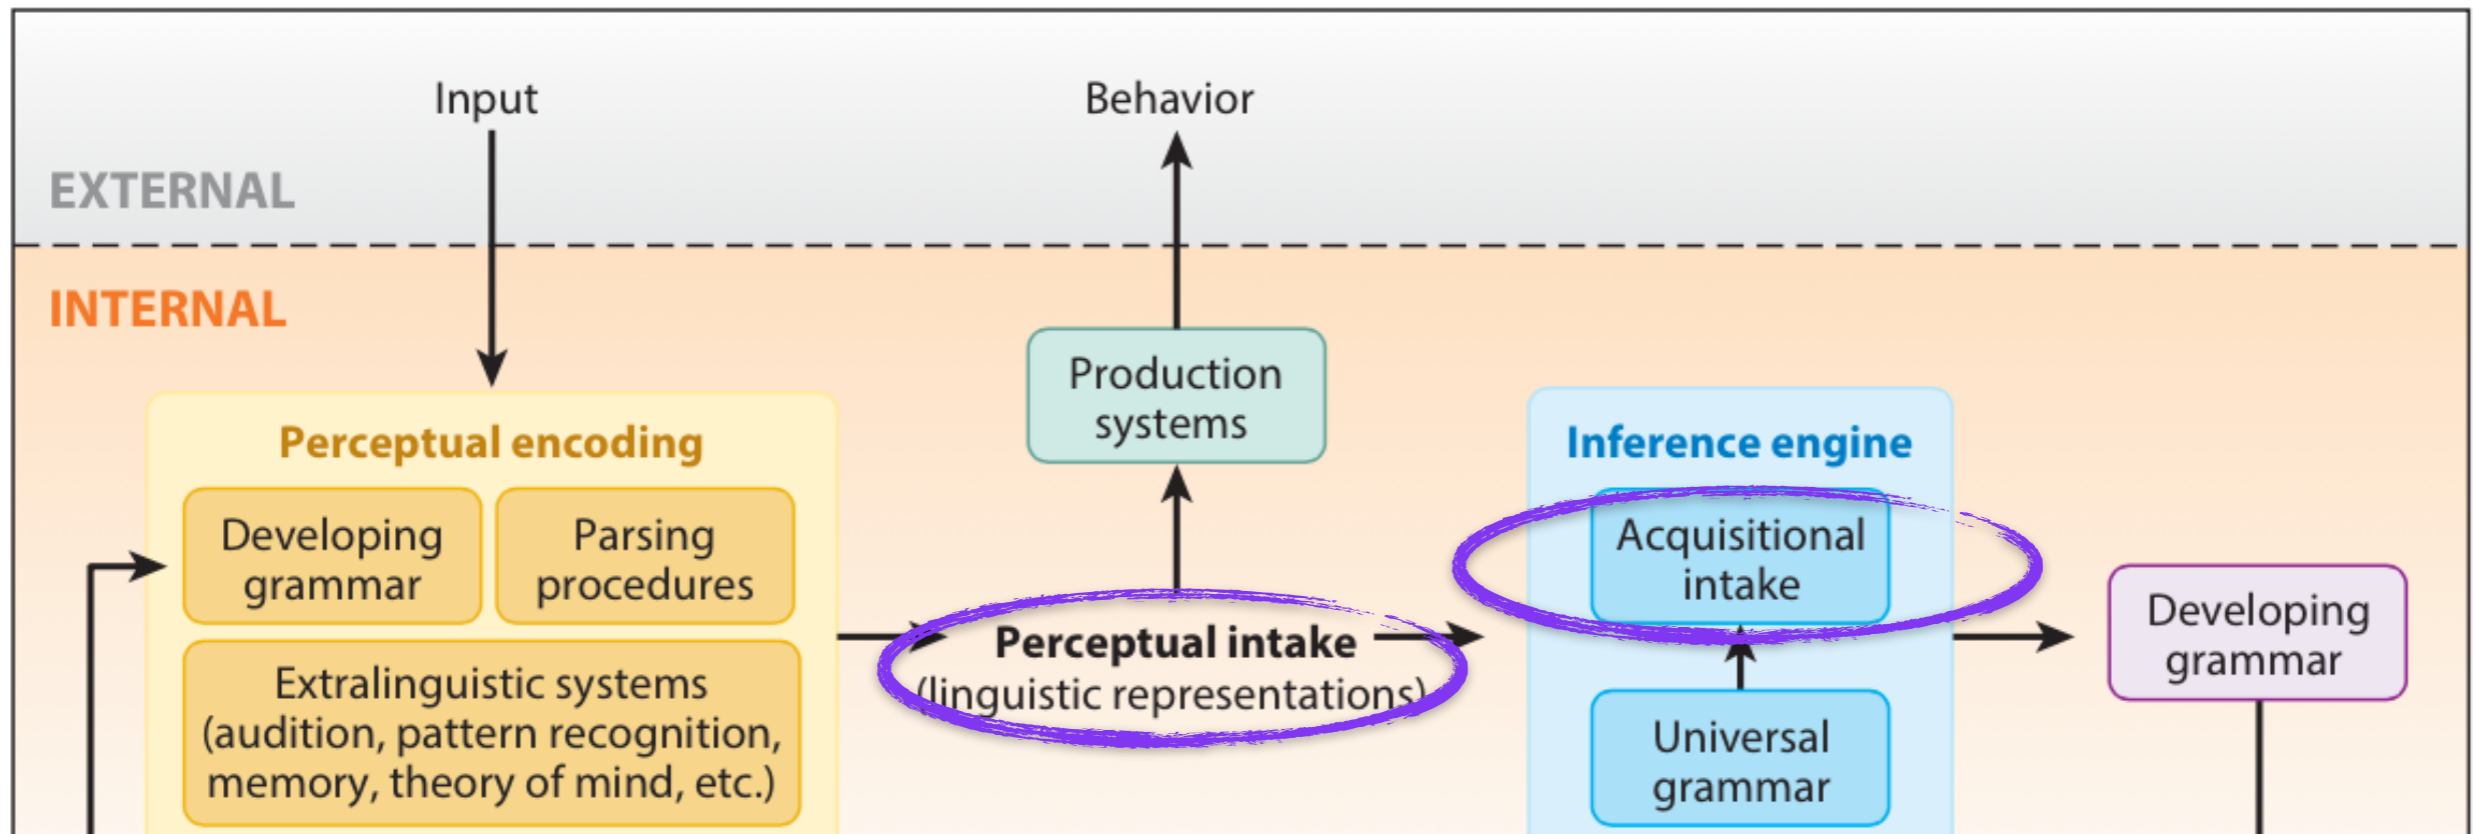 Input
Behavior
EXTERNAL
INTERNAL
Perceptual encoding
Developing
grammar
Parsing
procedures
Extralinguistic systems
(audition, pattern recognition,
memory, theory of mind, etc.)
Production
systems
Perceptual intake
(linguistic representations)
Inference engine
Acquisitional
intake
Universal
grammar
Developing
grammar